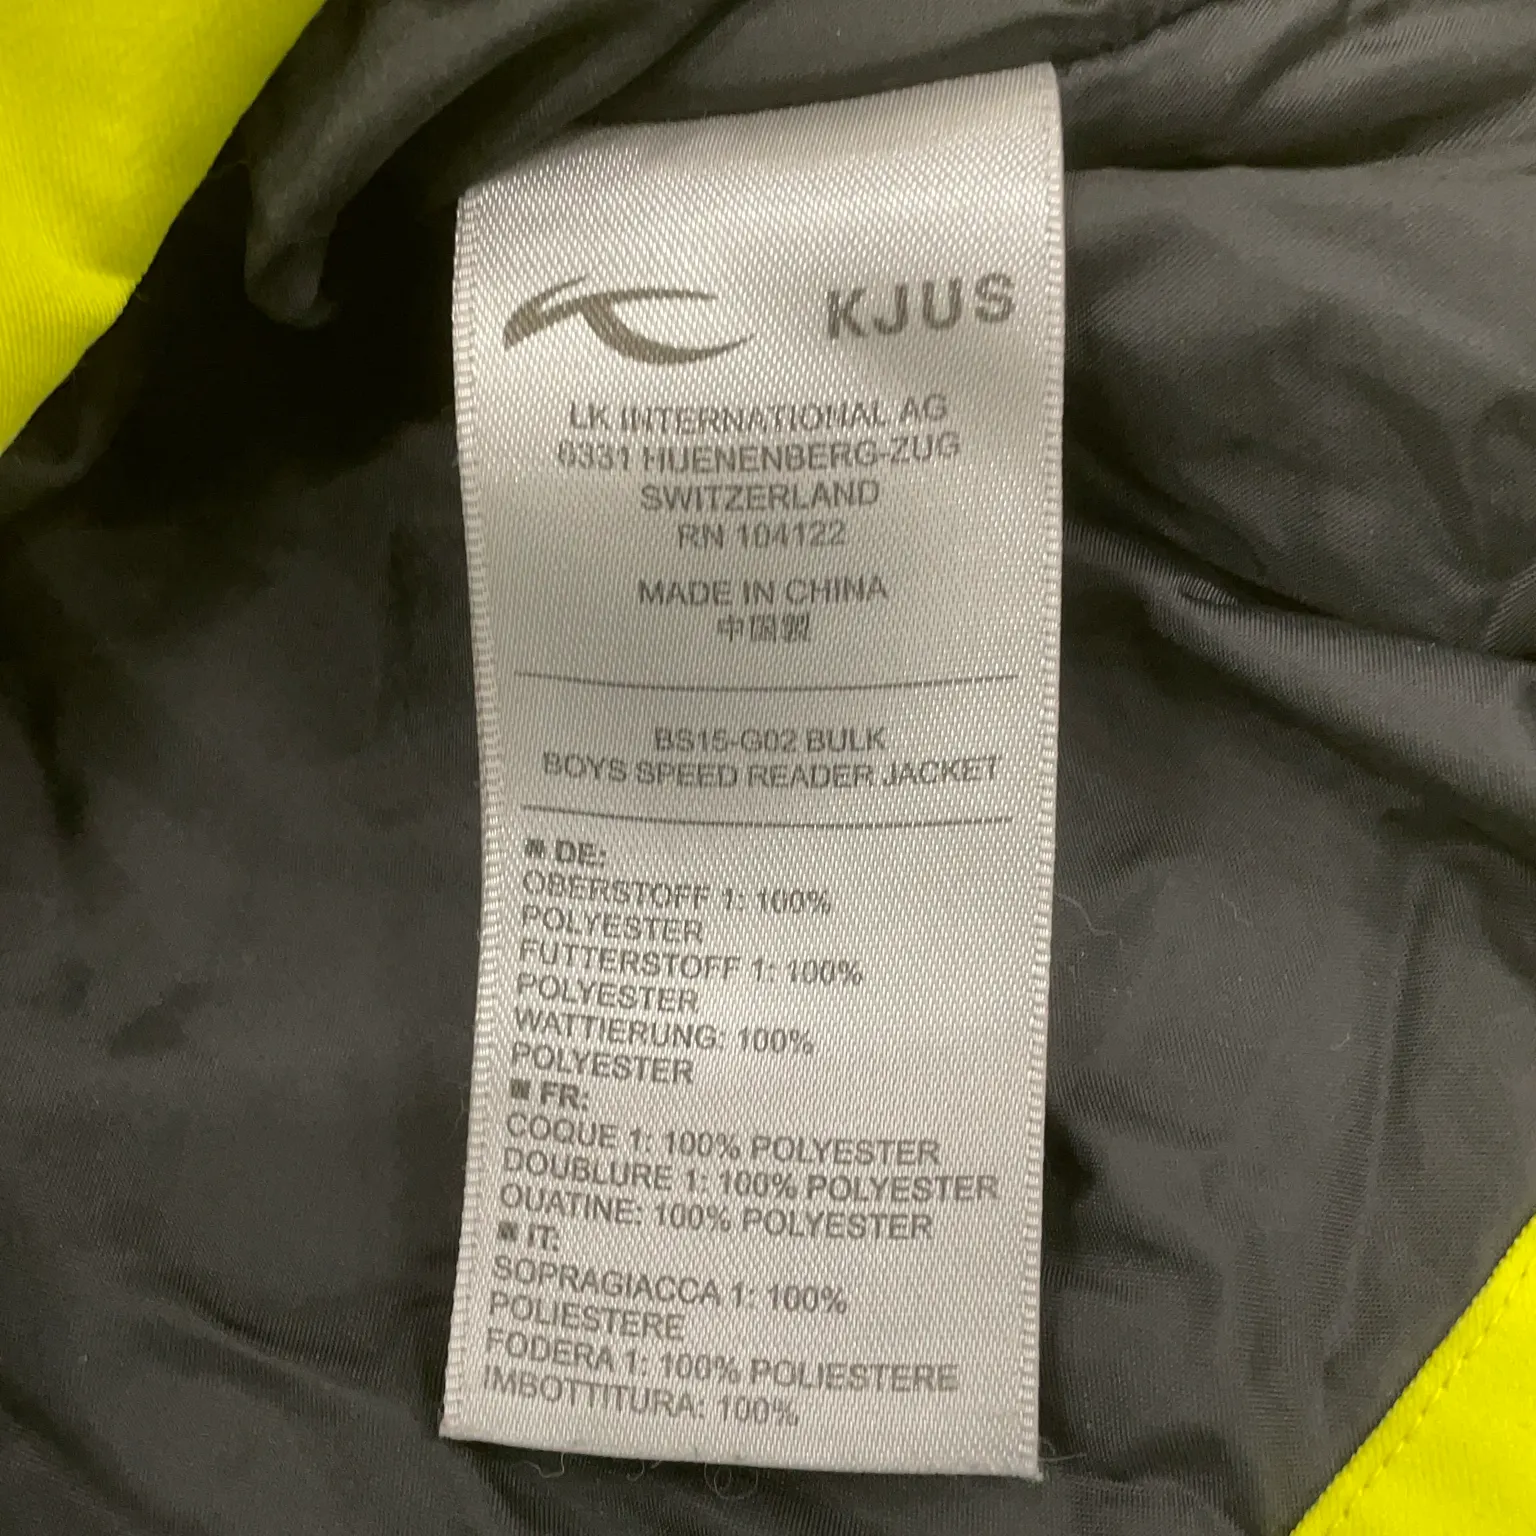 KJUS
LK INTERNATIONAL AG
6331 HUENENBERG-ZUG
SWITZERLAND
RN 104122
MADE IN CHINA
中国製
BS15-G02 BULK
BOYS SPEED READER JACKET
DE:
OBERSTOFF 1: 100%
POLYESTER
FUTTERSTOFF 1: 100%
POLYESTER
WATTIERUNG: 100%
POLYESTER
FR:
COQUE 1: 100% POLYESTER
DOUBLURE 1: 100% POLYESTER
OUATINE: 100% POLYESTER
IT:
SOPRAGIACCA 1: 100%
POLIESTERE
FODERA 1: 100% POLIESTERE
IMBOTTITURA: 100%